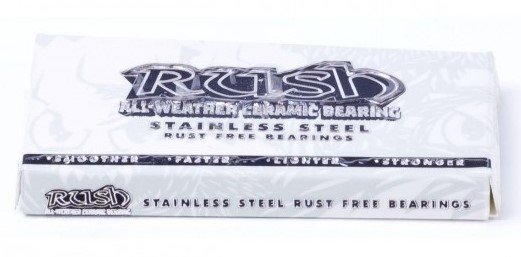 Rush
ALL-WEATHER CERAMIC BEARING
STAINLESS STEEL
RUST FREE BEARINGS
·SMOOTHER ·FASTER ·LIGHTER ·STRONGER
Rush
ALL-WEATHER CERAMIC BEARING
STAINLESS STEEL RUST FREE BEARINGS